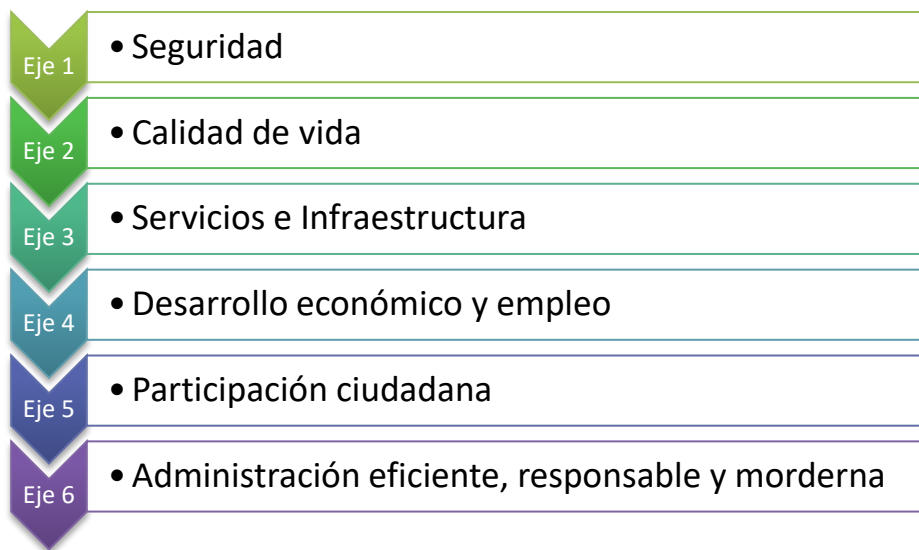 Eje 1
• Seguridad
Eje 2
• Calidad de vida
Eje 3
• Servicios e Infraestructura
Eje 4
• Desarrollo económico y empleo
Eje 5
• Participación ciudadana
Eje 6
• Administración eficiente, responsable y morderna